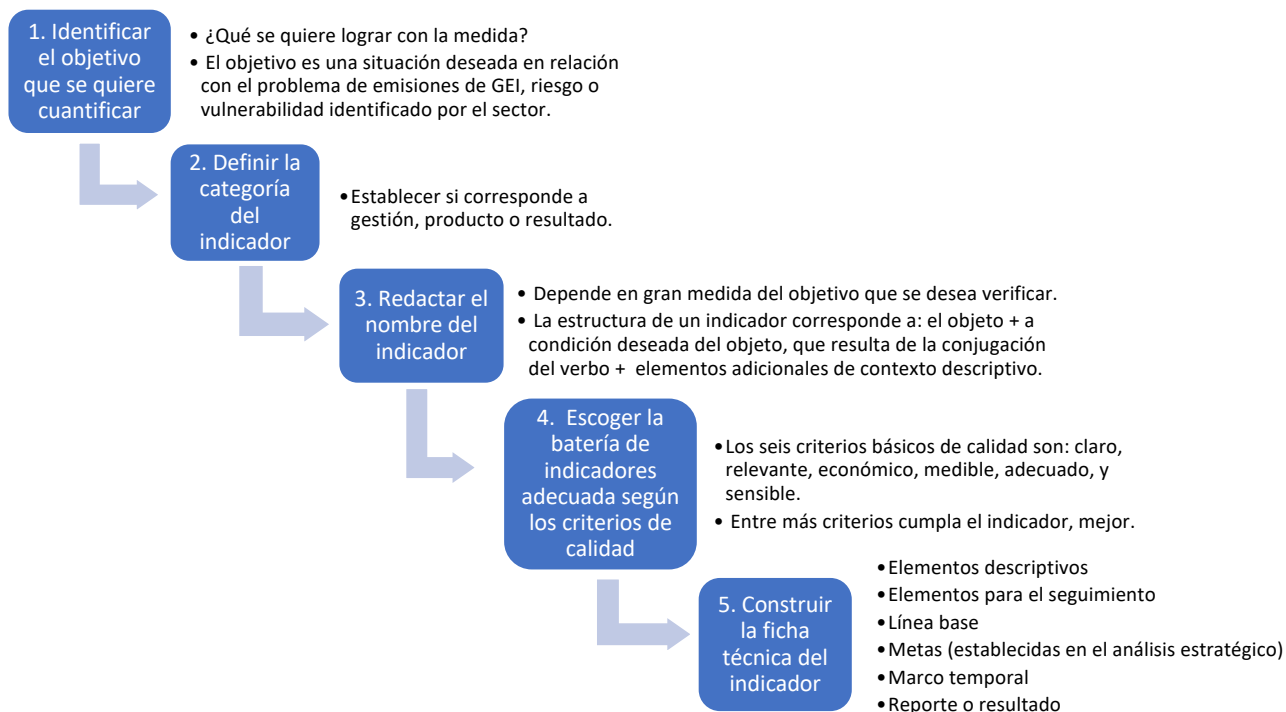 1. Identificar
el objetivo
que se quiere
cuantificar
• ¿Qué se quiere lograr con la medida?
• El objetivo es una situación deseada en relación
con el problema de emisiones de GEI, riesgo o
vulnerabilidad identificado por el sector.
2. Definir la
categoría
del
indicador
•Establecer si corresponde a
gestión, producto o resultado.
3. Redactar el
nombre del
indicador
• Depende en gran medida del objetivo que se desea verificar.
• La estructura de un indicador corresponde a: el objeto + a
condición deseada del objeto, que resulta de la conjugación
del verbo + elementos adicionales de contexto descriptivo.
4. Escoger la
batería de
indicadores
adecuada según
los criterios de
calidad
•Los seis criterios básicos de calidad son: claro,
relevante, económico, medible, adecuado, y
sensible.
• Entre más criterios cumpla el indicador, mejor.
5. Construir
la ficha
técnica del
indicador
•Elementos descriptivos
•Elementos para el seguimiento
•Línea base
•Metas (establecidas en el análisis estratégico)
•Marco temporal
•Reporte o resultado